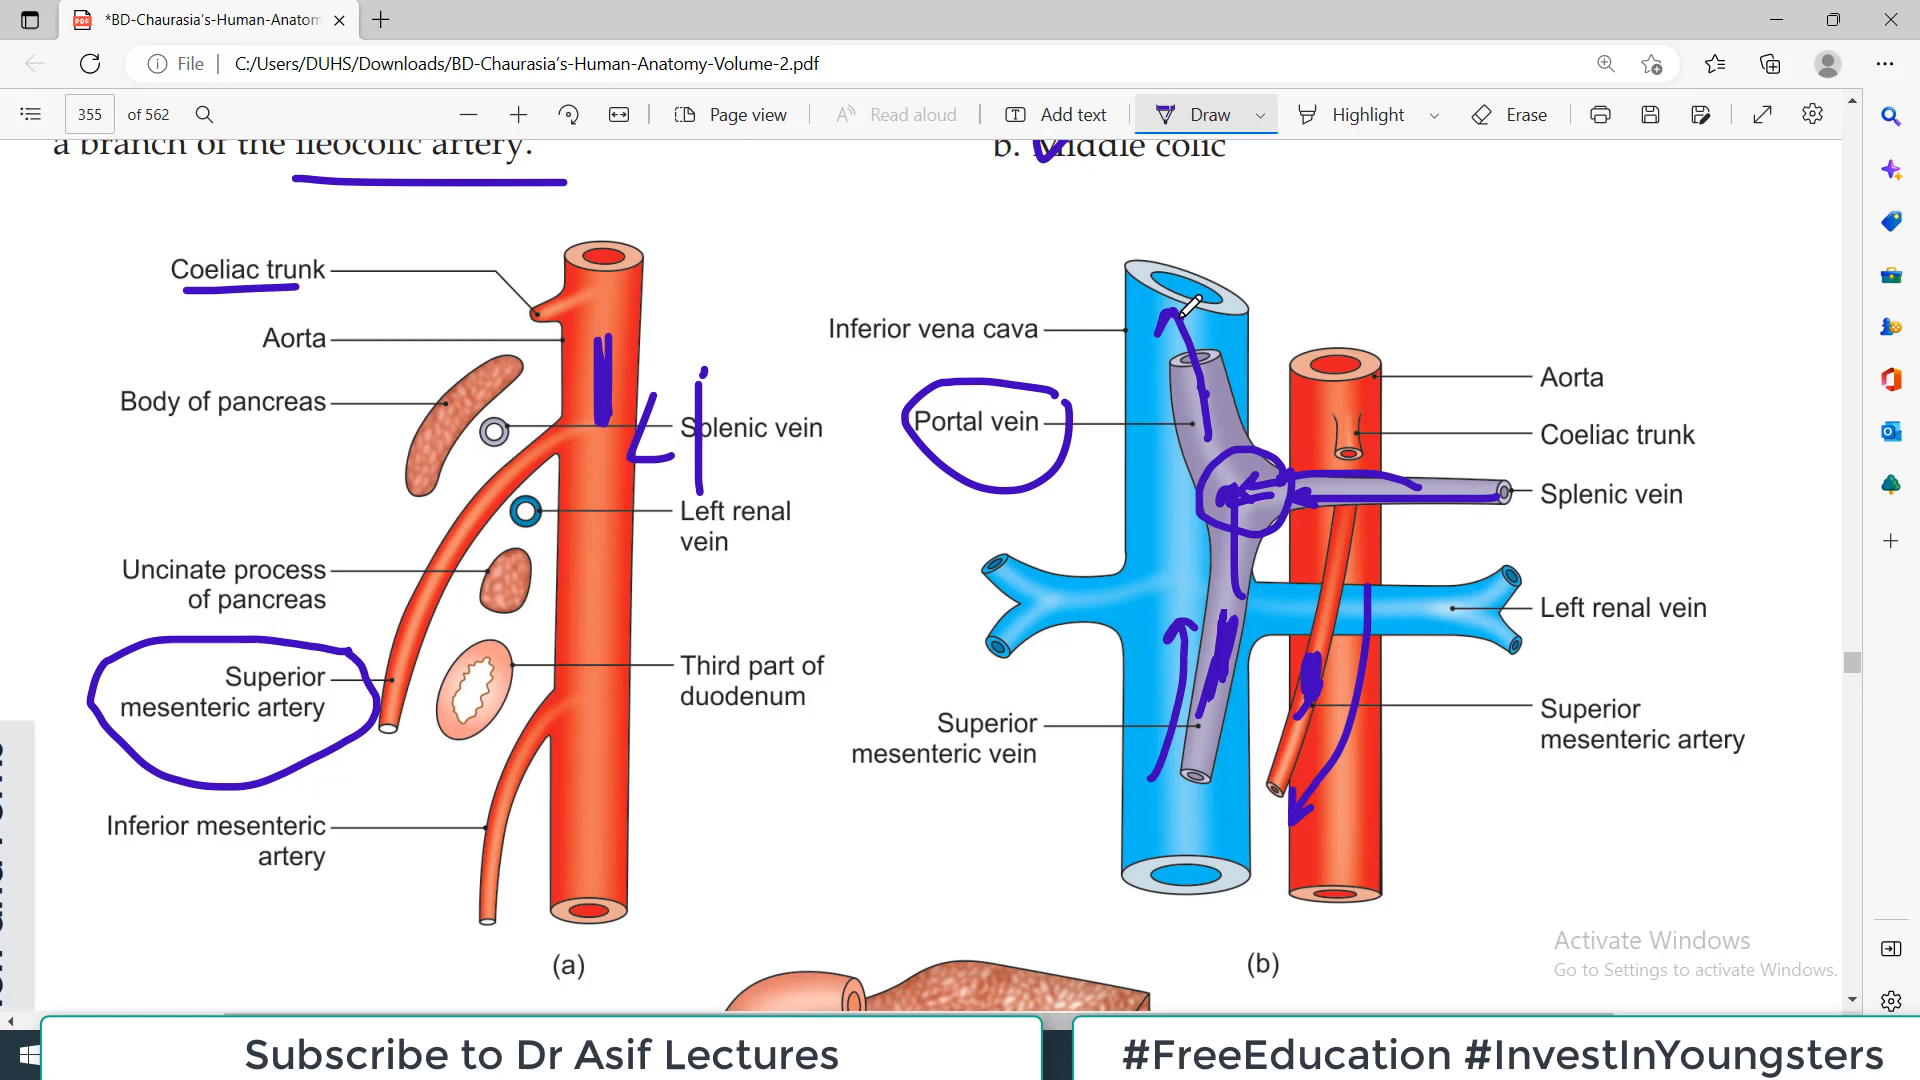 *BD-Chaurasia's-Human-Anatom
File
C:/Users/DUHS/Downloads/BD-Chaurasia's-Human-Anatomy-Volume-2.pdf
355 of 562
Page view
Read aloud
Add text
Draw
Highlight
Erase
a branch of the ileocolic artery.
b. Middle colic
Coeliac trunk
Aorta
Body of pancreas
Splenic vein
Left renal
vein
Uncinate process
of pancreas
Superior
mesenteric artery
Third part of
duodenum
Inferior mesenteric
artery
(a)
Inferior vena cava
Portal vein
Aorta
Coeliac trunk
Splenic vein
Left renal vein
Superior
mesenteric vein
Superior
mesenteric artery
(b)
Activate Windows
Go to Settings to activate Windows.
Subscribe to Dr Asif Lectures
#FreeEducation #InvestInYoungsters